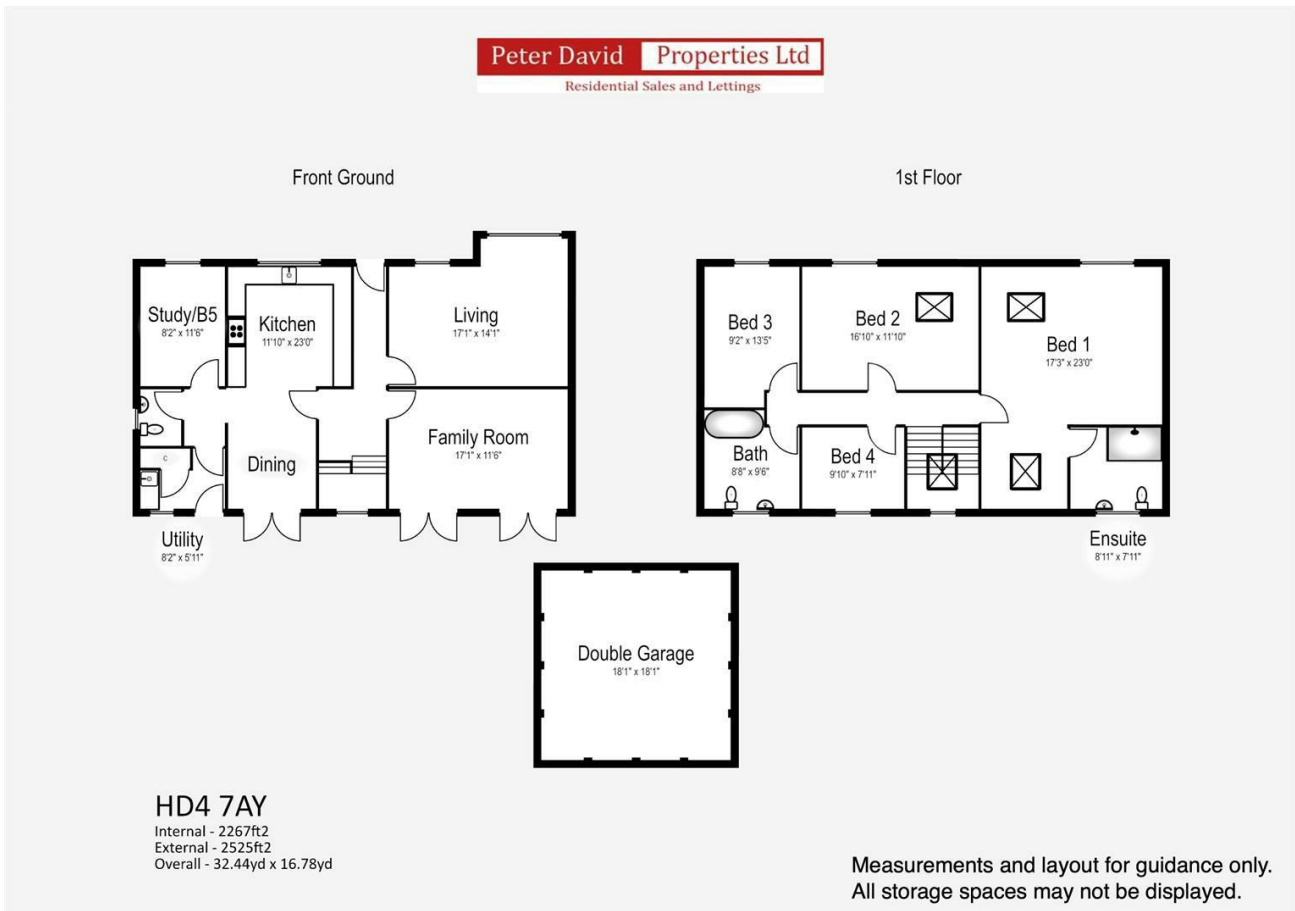 Peter David Properties Ltd
Residential Sales and Lettings
Front Ground
1st Floor
Study/B5
8'2" x 11'6"
Kitchen
11'10" x 23'0"
Living
17'1" x 14'1"
Family Room
17'1" x 11'6"
Dining
C
Utility
8'2" x 5'11"
Bed 3
9'2" x 13'5"
Bed 2
16'10" x 11'10"
Bed 1
17'3" x 23'0"
Bath
8'8" x 9'6"
Bed 4
9'10" x 7'11"
Ensuite
8'11" x 7'11"
Double Garage
18'1" x 18'1"
HD4 7AY
Internal - 2267ft2
External - 2525ft2
Overall - 32.44yd x 16.78yd
Measurements and layout for guidance only.
All storage spaces may not be displayed.